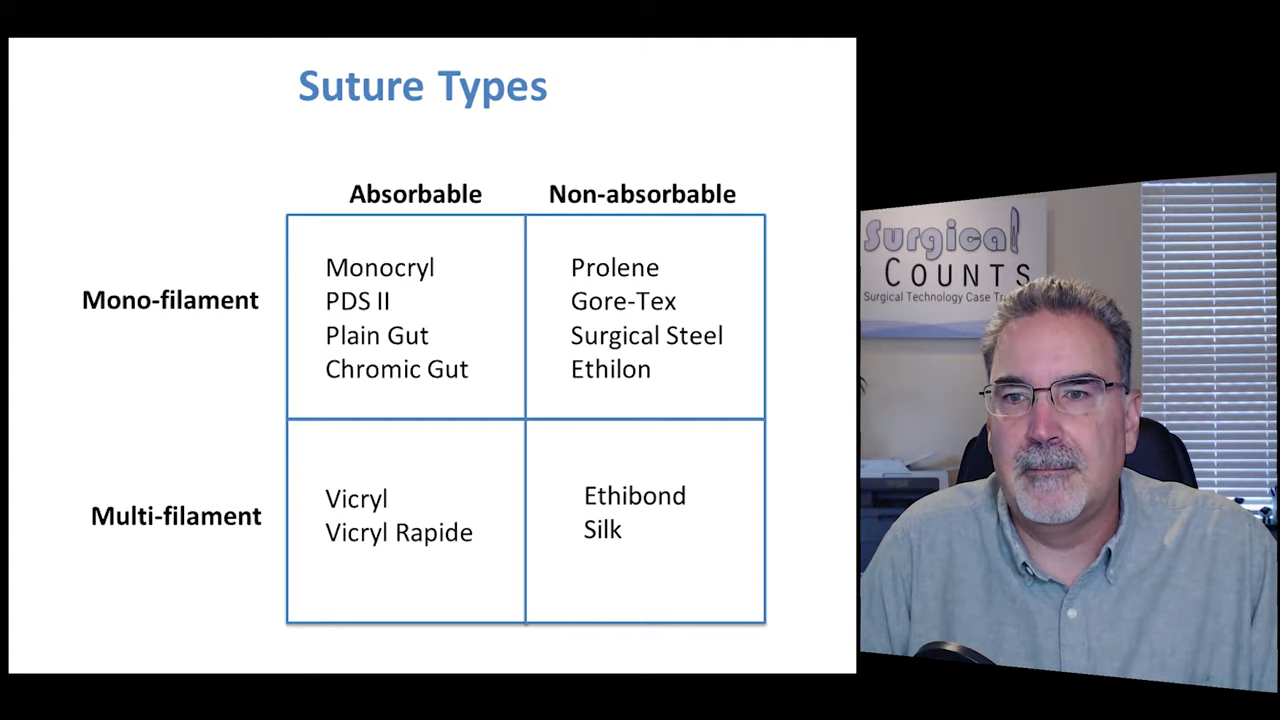 Suture Types
Absorbable Non-absorbable
Mono-filament
Monocryl
PDS II
Plain Gut
Chromic Gut
Prolene
Gore-Tex
Surgical Steel
Ethilon
Multi-filament
Vicryl
Vicryl Rapide
Ethibond
Silk
Surgical
COUNTS
Surgical Technology Case